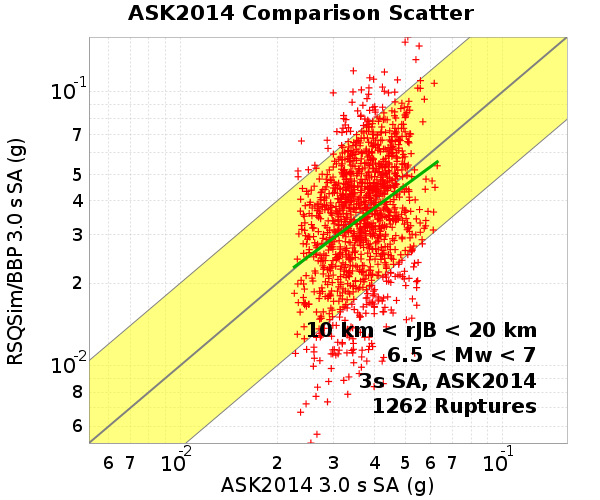 ASK2014 Comparison Scatter
RSQSim/BBP 3.0 s SA (g)
10^-1
7
5
4
3
2
10^-2
8
6
10 km < rJB < 20 km
6.5 < Mw < 7
3s SA, ASK2014
1262 Ruptures
6 7 10^-2 2 3 4 5 6 7 10^-1
ASK2014 3.0 s SA (g)